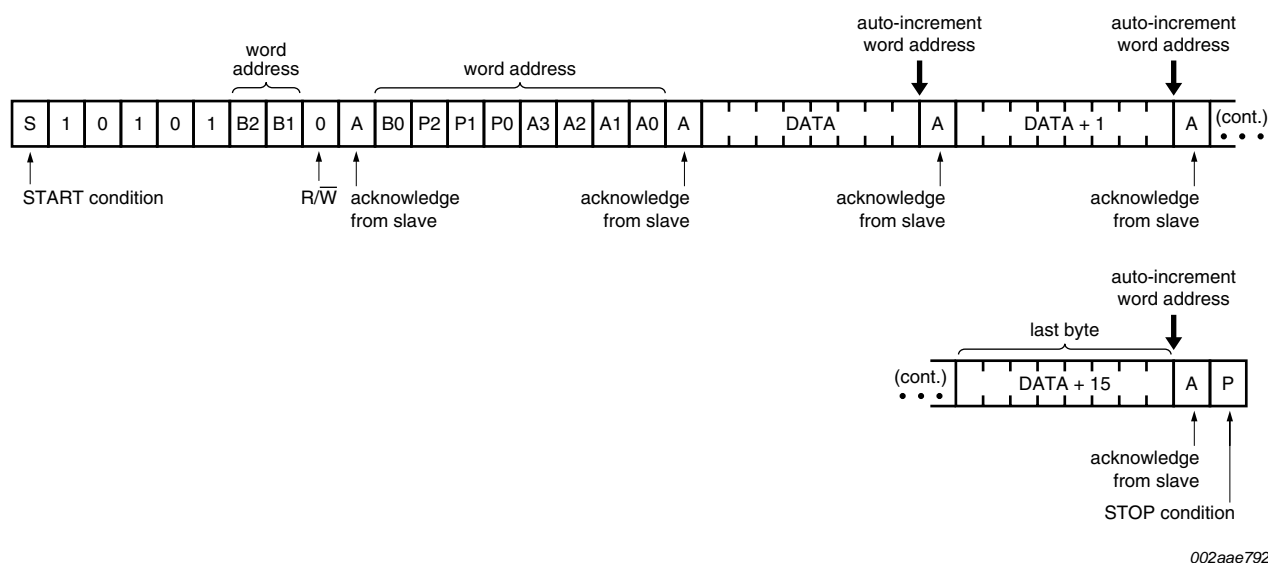 auto-increment
word address
auto-increment
word address
word
address
word address
S 1 0 1 0 1 B2 B1 0 A B0 P2 P1 P0 A3 A2 A1 A0 A DATA A DATA + 1 A (cont.)
START condition
R/W̅
acknowledge
from slave
acknowledge
from slave
acknowledge
from slave
acknowledge
from slave
auto-increment
word address
last byte
(cont.) DATA + 15 A P
acknowledge
from slave
STOP condition
002aae792